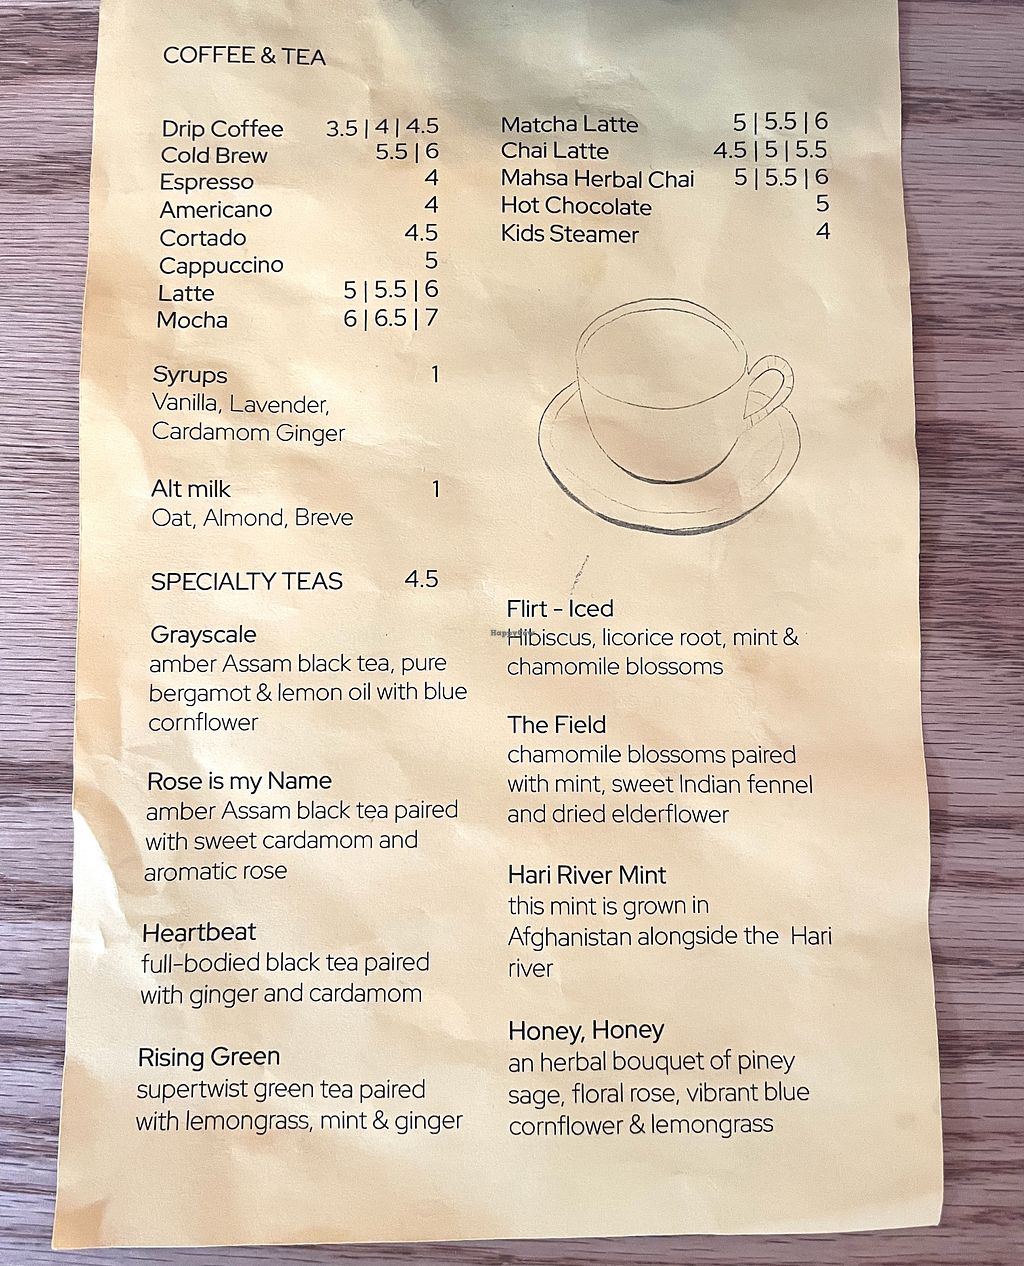 COFFEE & TEA
Drip Coffee 3.5 | 4 | 4.5
Cold Brew 5.5 | 6
Espresso 4
Americano 4
Cortado 4.5
Cappuccino 5
Latte 5 | 5.5 | 6
Mocha 6 | 6.5 | 7
Syrups 1
Vanilla, Lavender,
Cardamom Ginger
Alt milk 1
Oat, Almond, Breve
Matcha Latte 5 | 5.5 | 6
Chai Latte 4.5 | 5 | 5.5
Mahsa Herbal Chai 5 | 5.5 | 6
Hot Chocolate 5
Kids Steamer 4
SPECIALTY TEAS 4.5
Grayscale
amber Assam black tea, pure
bergamot & lemon oil with blue
cornflower
Rose is my Name
amber Assam black tea paired
with sweet cardamom and
aromatic rose
Heartbeat
full-bodied black tea paired
with ginger and cardamom
Rising Green
supertwist green tea paired
with lemongrass, mint & ginger
Flirt - Iced
Hibiscus, licorice root, mint &
chamomile blossoms
The Field
chamomile blossoms paired
with mint, sweet Indian fennel
and dried elderflower
Hari River Mint
this mint is grown in
Afghanistan alongside the Hari
river
Honey, Honey
an herbal bouquet of piney
sage, floral rose, vibrant blue
cornflower & lemongrass